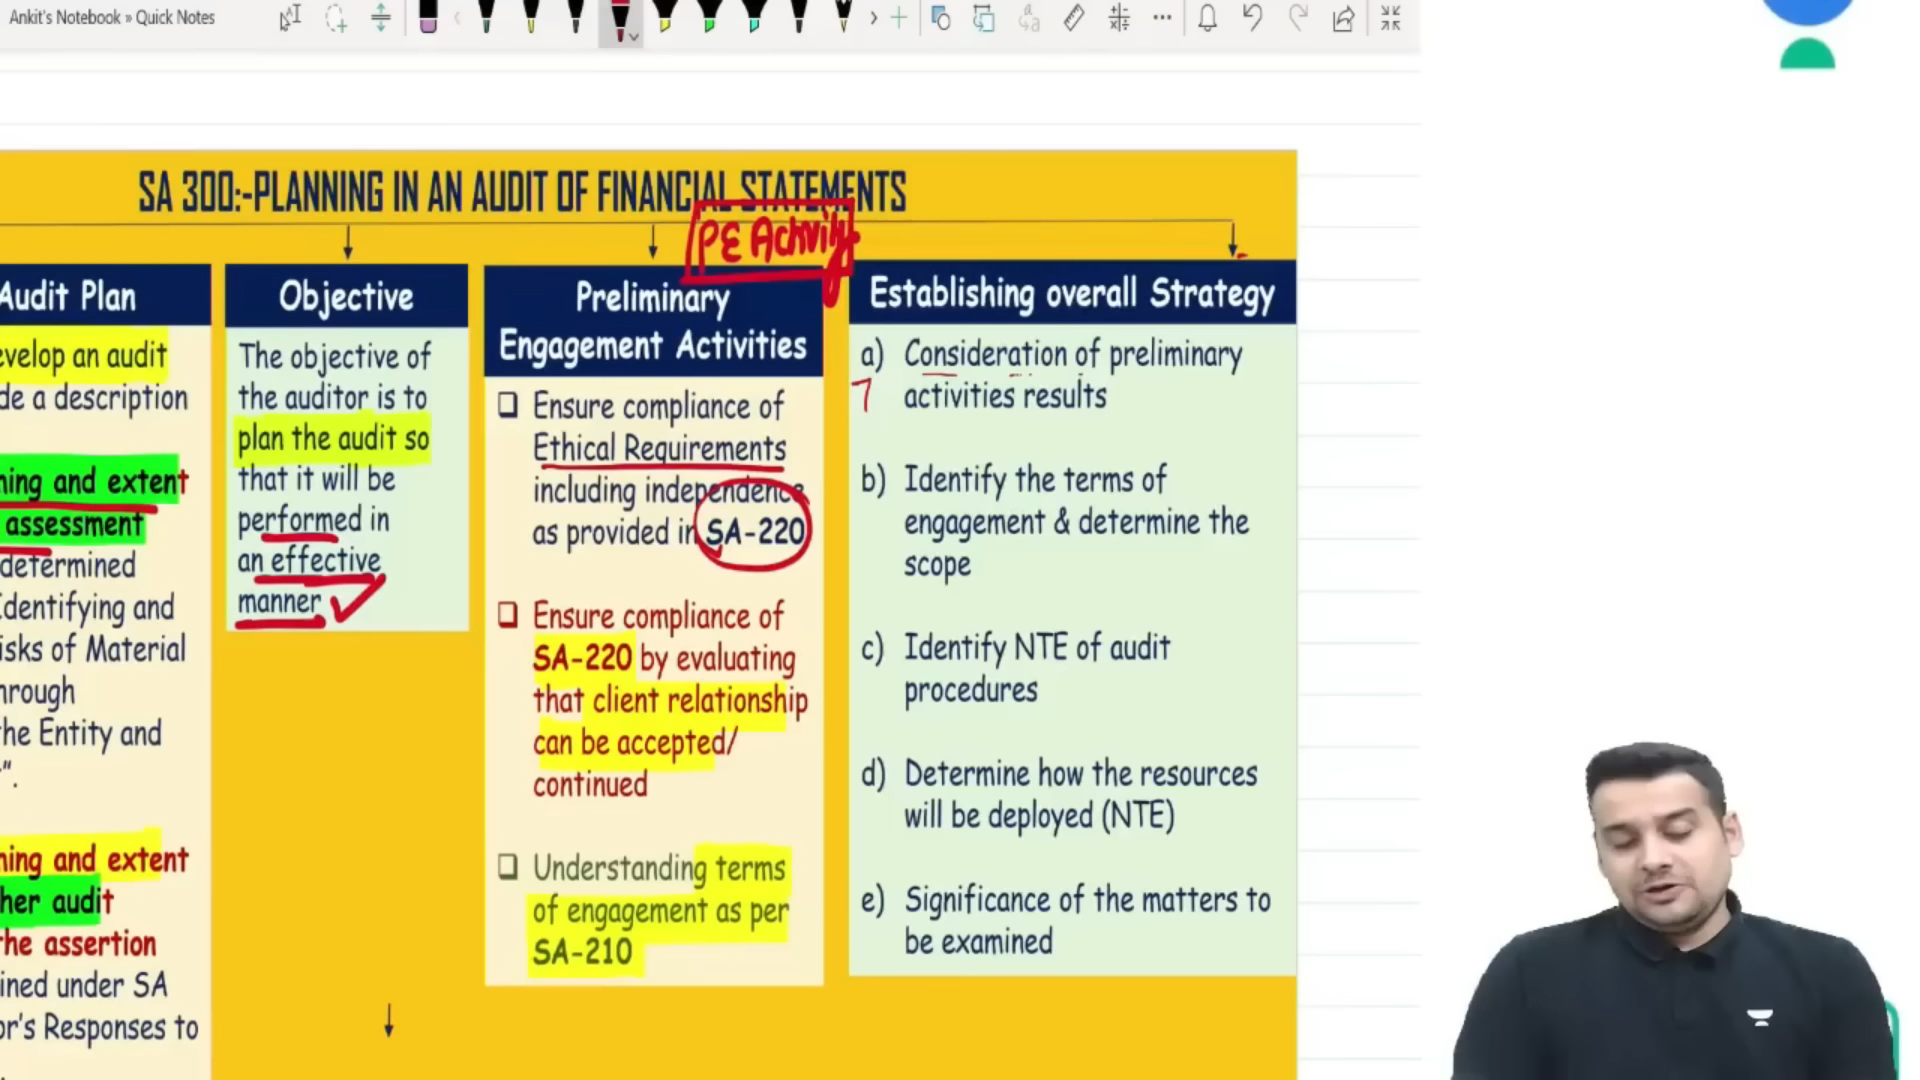 Ankit's Notebook » Quick Notes
SA 300:-PLANNING IN AN AUDIT OF FINANCIAL STATEMENTS
PE Activity
Audit Plan
evelop an audit
de a description
ning and extent
assessment
determined
Identifying and
isks of Material
hrough
the Entity and
".
ning and extent
her audit
the assertion
ined under SA
or's Responses to
Objective
The objective of
the auditor is to
plan the audit so
that it will be
performed in
an effective
manner
Preliminary
Engagement Activities
❑ Ensure compliance of
Ethical Requirements
including independence
as provided in SA-220
❑ Ensure compliance of
SA-220 by evaluating
that client relationship
can be accepted/
continued
❑ Understanding terms
of engagement as per
SA-210
Establishing overall Strategy
a) Consideration of preliminary
activities results
b) Identify the terms of
engagement & determine the
scope
c) Identify NTE of audit
procedures
d) Determine how the resources
will be deployed (NTE)
e) Significance of the matters to
be examined